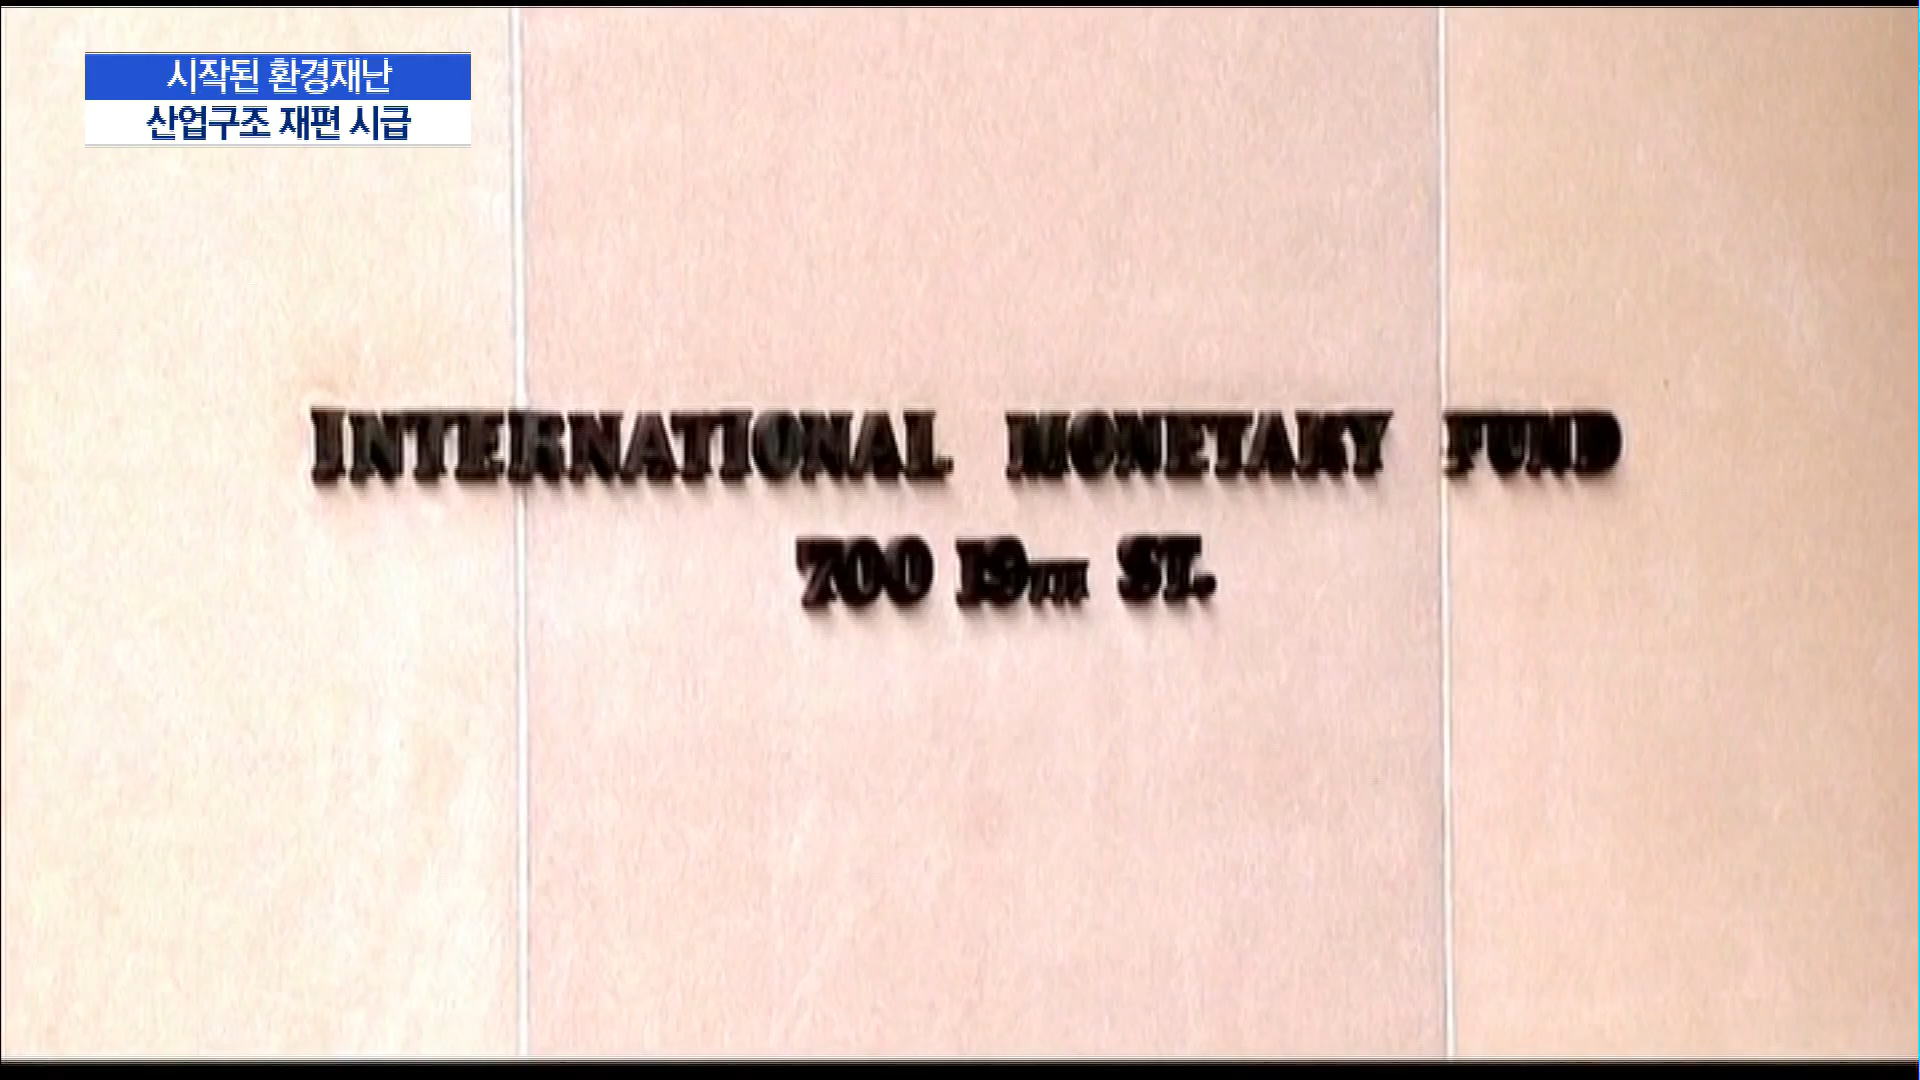 시작된 환경재난
산업구조 재편 시급
INTERNATIONAL MONETARY FUND
700 19TH ST.